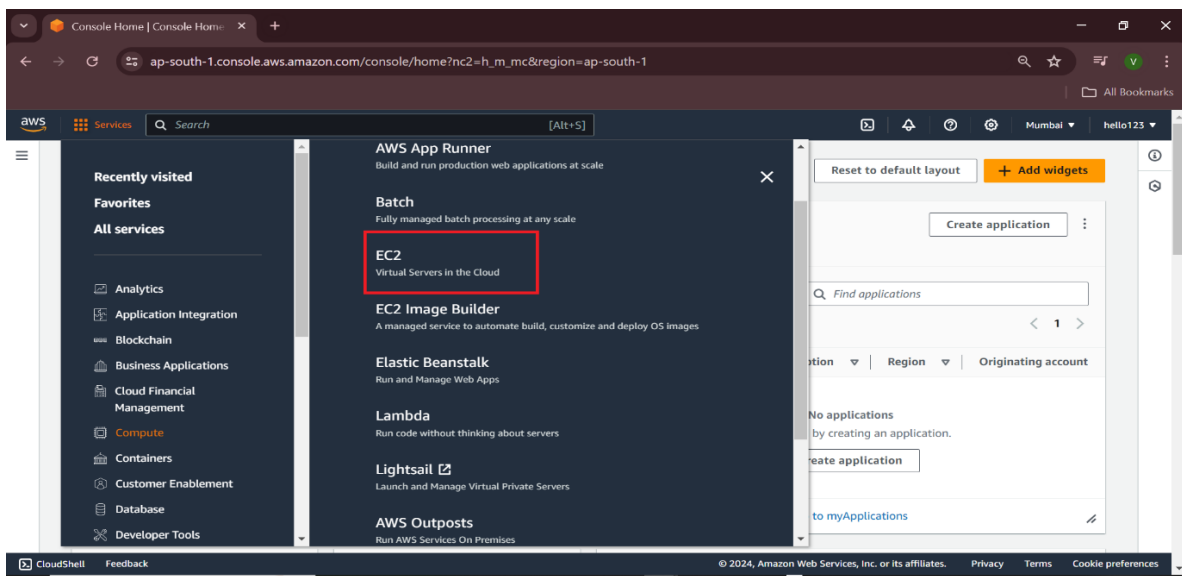 Console Home | Console Home
ap-south-1.console.aws.amazon.com/console/home?nc2=h_m_mc&region=ap-south-1
V
All Bookmarks
aws
Services
Search
[Alt+S]
Mumbai
hello123
Recently visited
Favorites
All services
Analytics
Application Integration
Blockchain
Business Applications
Cloud Financial
Management
Compute
Containers
Customer Enablement
Database
Developer Tools
AWS App Runner
Build and run production web applications at scale
Batch
Fully managed batch processing at any scale
EC2
Virtual Servers in the Cloud
EC2 Image Builder
A managed service to automate build, customize and deploy OS images
Elastic Beanstalk
Run and Manage Web Apps
Lambda
Run code without thinking about servers
Lightsail
Launch and Manage Virtual Private Servers
AWS Outposts
Run AWS Services On Premises
Reset to default layout
+ Add widgets
Create application
Find applications
< 1 >
ption
Region
Originating account
No applications
by creating an application.
reate application
to myApplications
CloudShell
Feedback
© 2024, Amazon Web Services, Inc. or its affiliates.
Privacy
Terms
Cookie preferences